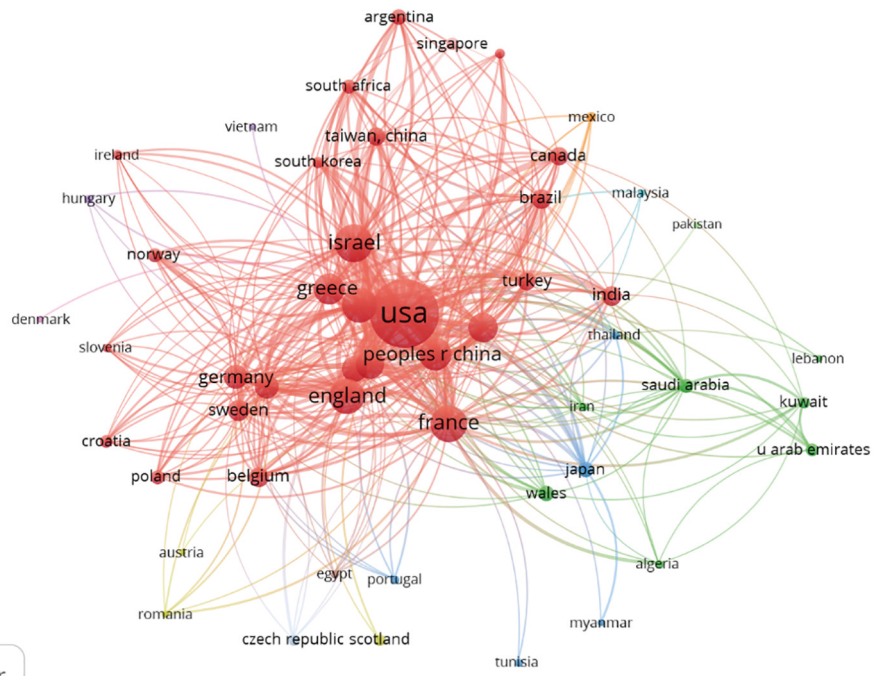 argentina
singapore
south africa
mexico
vietnam
taiwan, china
ireland
south korea
canada
hungary
brazil
malaysia
pakistan
israel
norway
greece
turkey
india
usa
denmark
thailand
slovenia
peoples r china
lebanon
germany
saudi arabia
england
kuwait
sweden
iran
france
croatia
u arab emirates
poland
belgium
japan
wales
austria
algeria
egypt
portugal
romania
myanmar
czech republic
scotland
tunisia